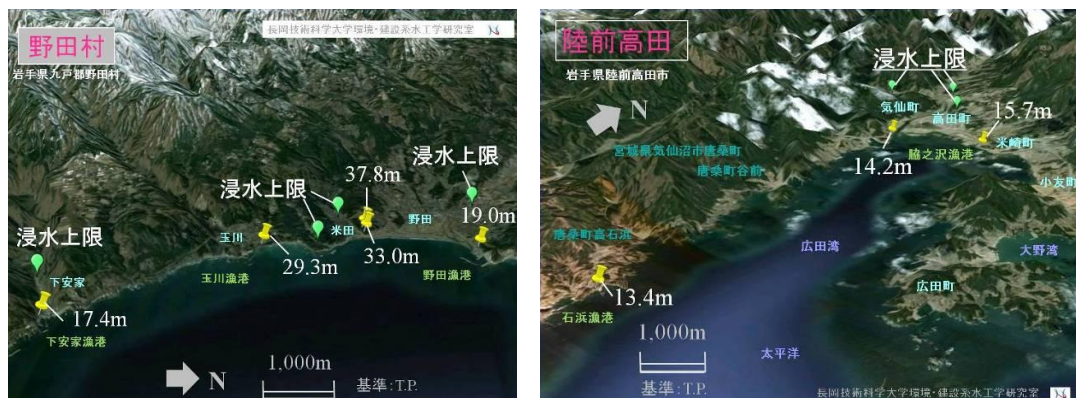 野田村
長岡技術科学大学環境・建設系水工学研究室
岩手県九戸郡野田村
浸水上限
37.8m
浸水上限
浸水上限
下安家
玉川
29.3m
米田
33.0m
野田
19.0m
玉川漁港
野田漁港
17.4m
下安家漁港
N
1,000m
基準:T.P.
陸前高田
岩手県陸前高田市
N
浸水上限
気仙町
高田町
15.7m
米崎町
宮城県気仙沼市唐桑町
唐桑町谷前
14.2m
脇之沢漁港
小友町
唐桑町高石浜
広田湾
大野湾
13.4m
石浜漁港
広田町
1,000m
太平洋
基準:T.P.
長岡技術科学大学環境・建設系水工学研究室